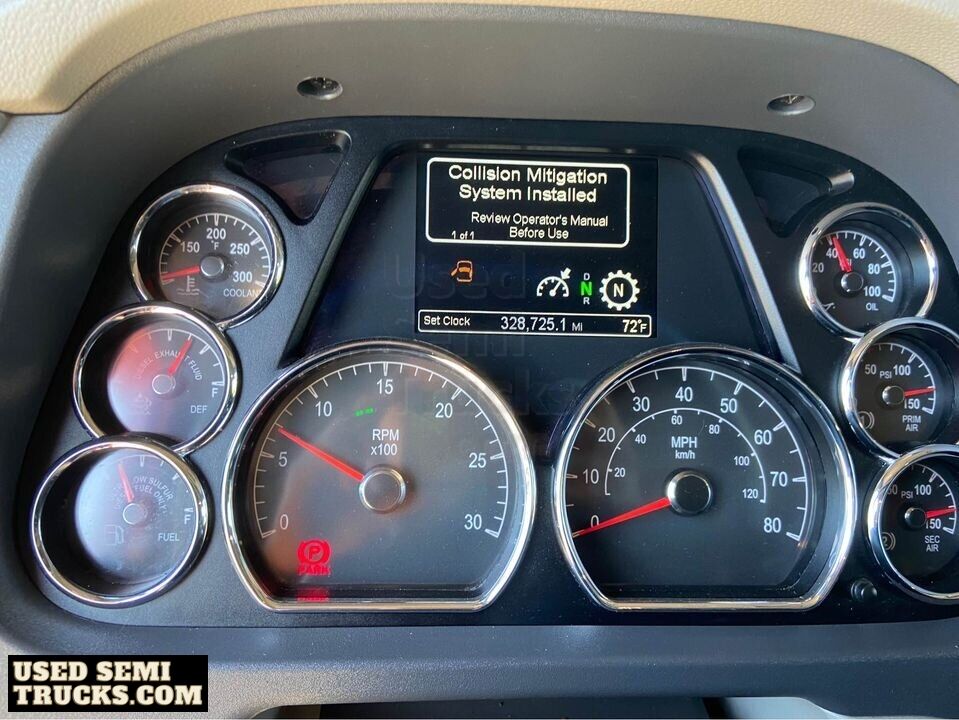 Collision Mitigation
System Installed
Review Operator's Manual
Before Use
1 of 1
D
N
R
N
Set Clock 328,725.1 Mi 72°F
150 200 250 300
°F
COOLANT
DIESEL EXHAUST FLUID
F
DEF
LOW SULFUR
FUEL ONLY
F
FUEL
0 5 10 15 20 25 30
RPM
x100
P
PARK
0 10 20 30 40 50 60 70 80
20 40 60 80 100 120
MPH
km/h
20 40 60 80 100
PSI
OIL
50 PSI 100
150
PRIM
AIR
50 PSI 100
150
SEC
AIR
Used
Semi
Trucks
USED SEMI
TRUCKS.COM